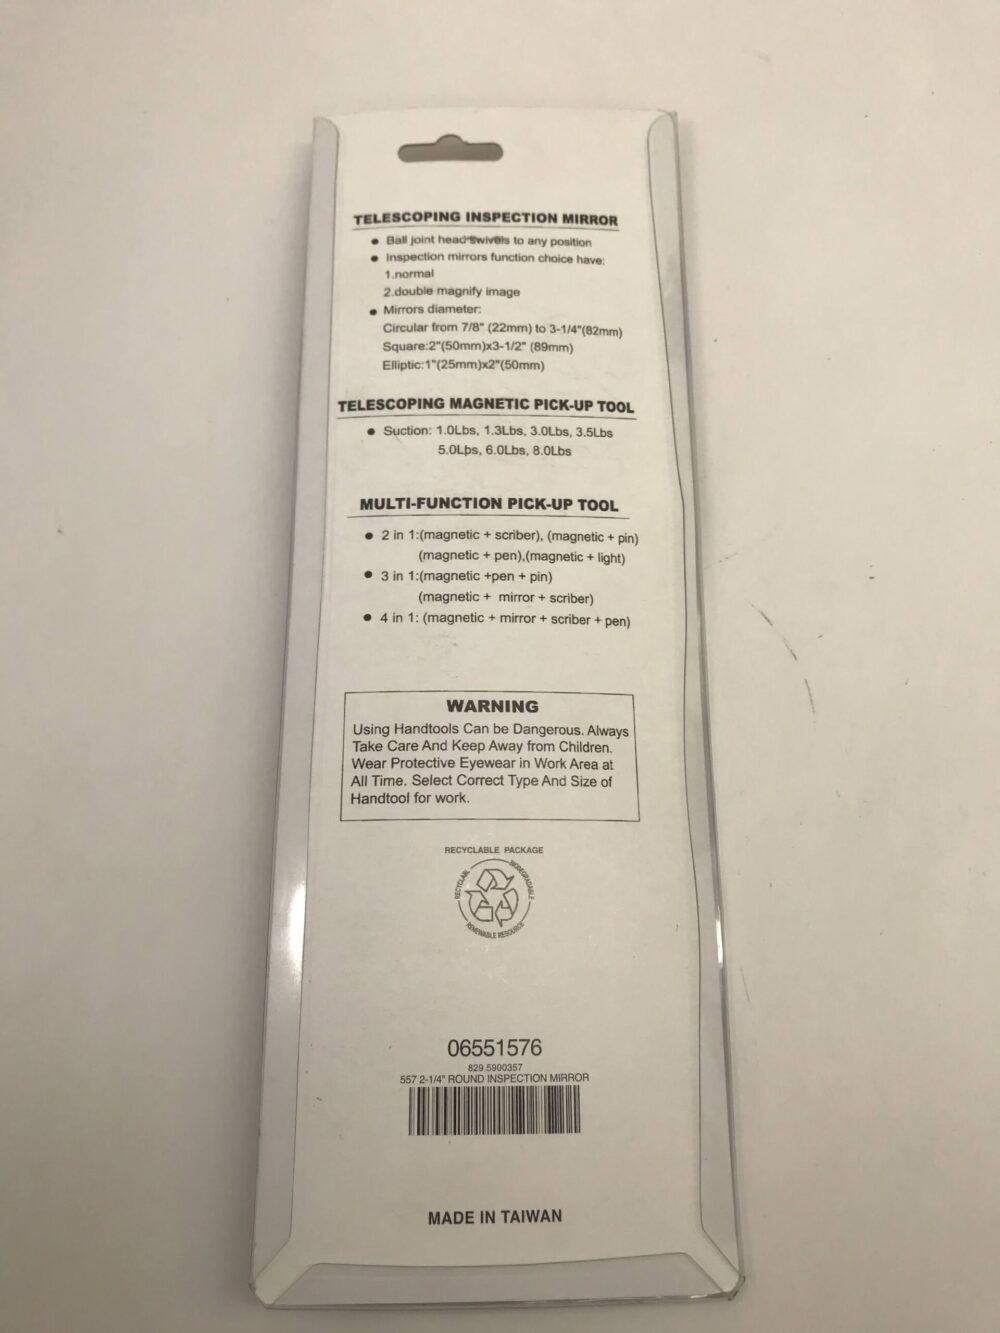 TELESCOPING INSPECTION MIRROR
● Ball joint head swivels to any position
● Inspection mirrors function choice have:
1.normal
2.double magnify image
● Mirrors diameter:
Circular from 7/8" (22mm) to 3-1/4"(82mm)
Square:2"(50mm)x3-1/2" (89mm)
Elliptic:1"(25mm)x2"(50mm)
TELESCOPING MAGNETIC PICK-UP TOOL
● Suction: 1.0Lbs, 1.3Lbs, 3.0Lbs, 3.5Lbs
5.0Lbs, 6.0Lbs, 8.0Lbs
MULTI-FUNCTION PICK-UP TOOL
● 2 in 1:(magnetic + scriber), (magnetic + pin)
(magnetic + pen),(magnetic + light)
● 3 in 1:(magnetic +pen + pin)
(magnetic + mirror + scriber)
● 4 in 1: (magnetic + mirror + scriber + pen)
WARNING
Using Handtools Can be Dangerous. Always
Take Care And Keep Away from Children.
Wear Protective Eyewear in Work Area at
All Time. Select Correct Type And Size of
Handtool for work.
RECYCLABLE PACKAGE
RECYCLABL
BIODEGRADABLE
RENEWABLE RESOURCE
06551576
829.5900357
557 2-1/4" ROUND INSPECTION MIRROR
MADE IN TAIWAN